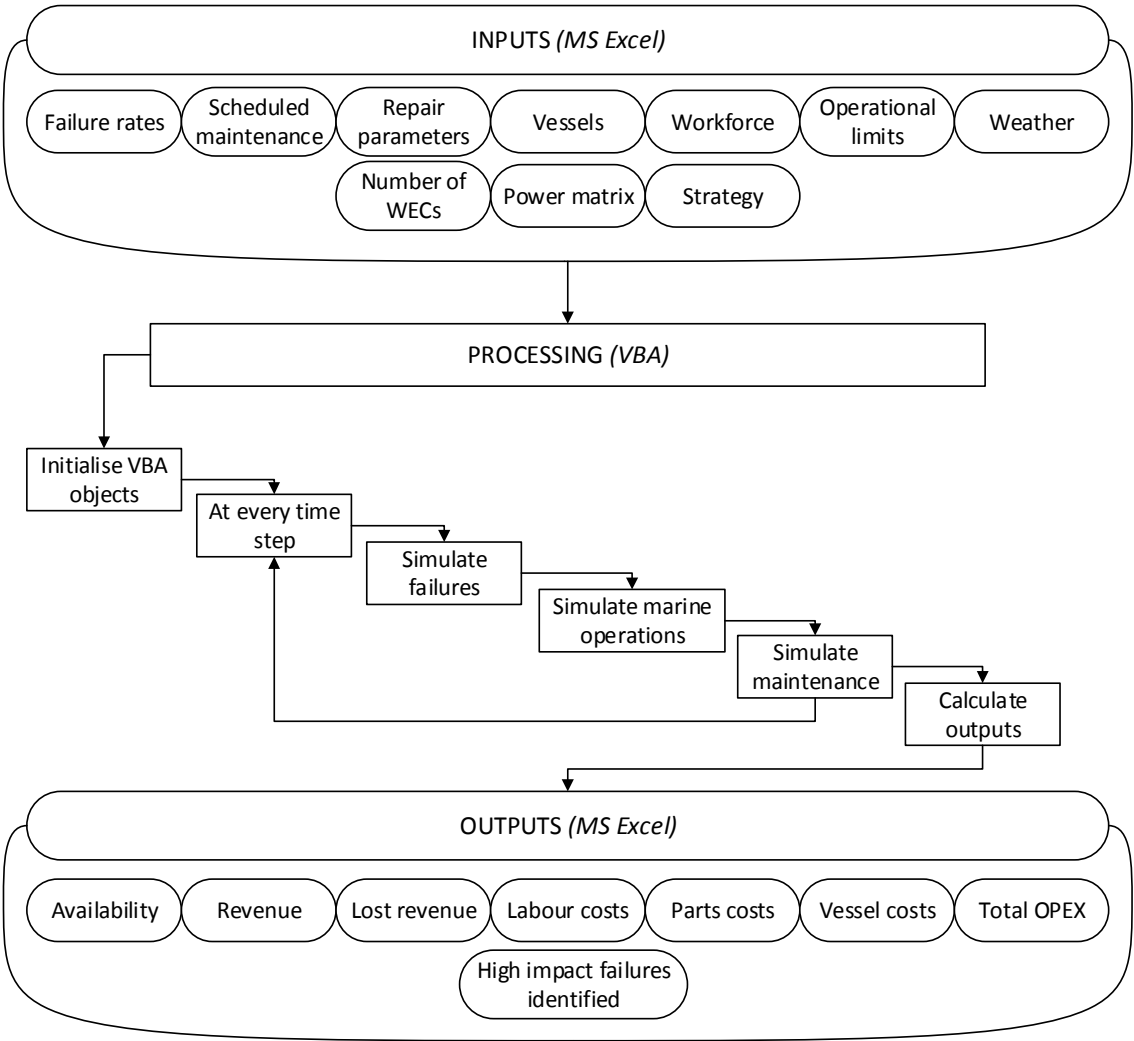 INPUTS (MS Excel)
Failure rates
Scheduled
maintenance
Repair
parameters
Vessels
Workforce
Operational
limits
Weather
Number of
WECs
Power matrix
Strategy
PROCESSING (VBA)
Initialise VBA
objects
At every time
step
Simulate
failures
Simulate marine
operations
Simulate
maintenance
Calculate
outputs
OUTPUTS (MS Excel)
Availability
Revenue
Lost revenue
Labour costs
Parts costs
Vessel costs
Total OPEX
High impact failures
identified